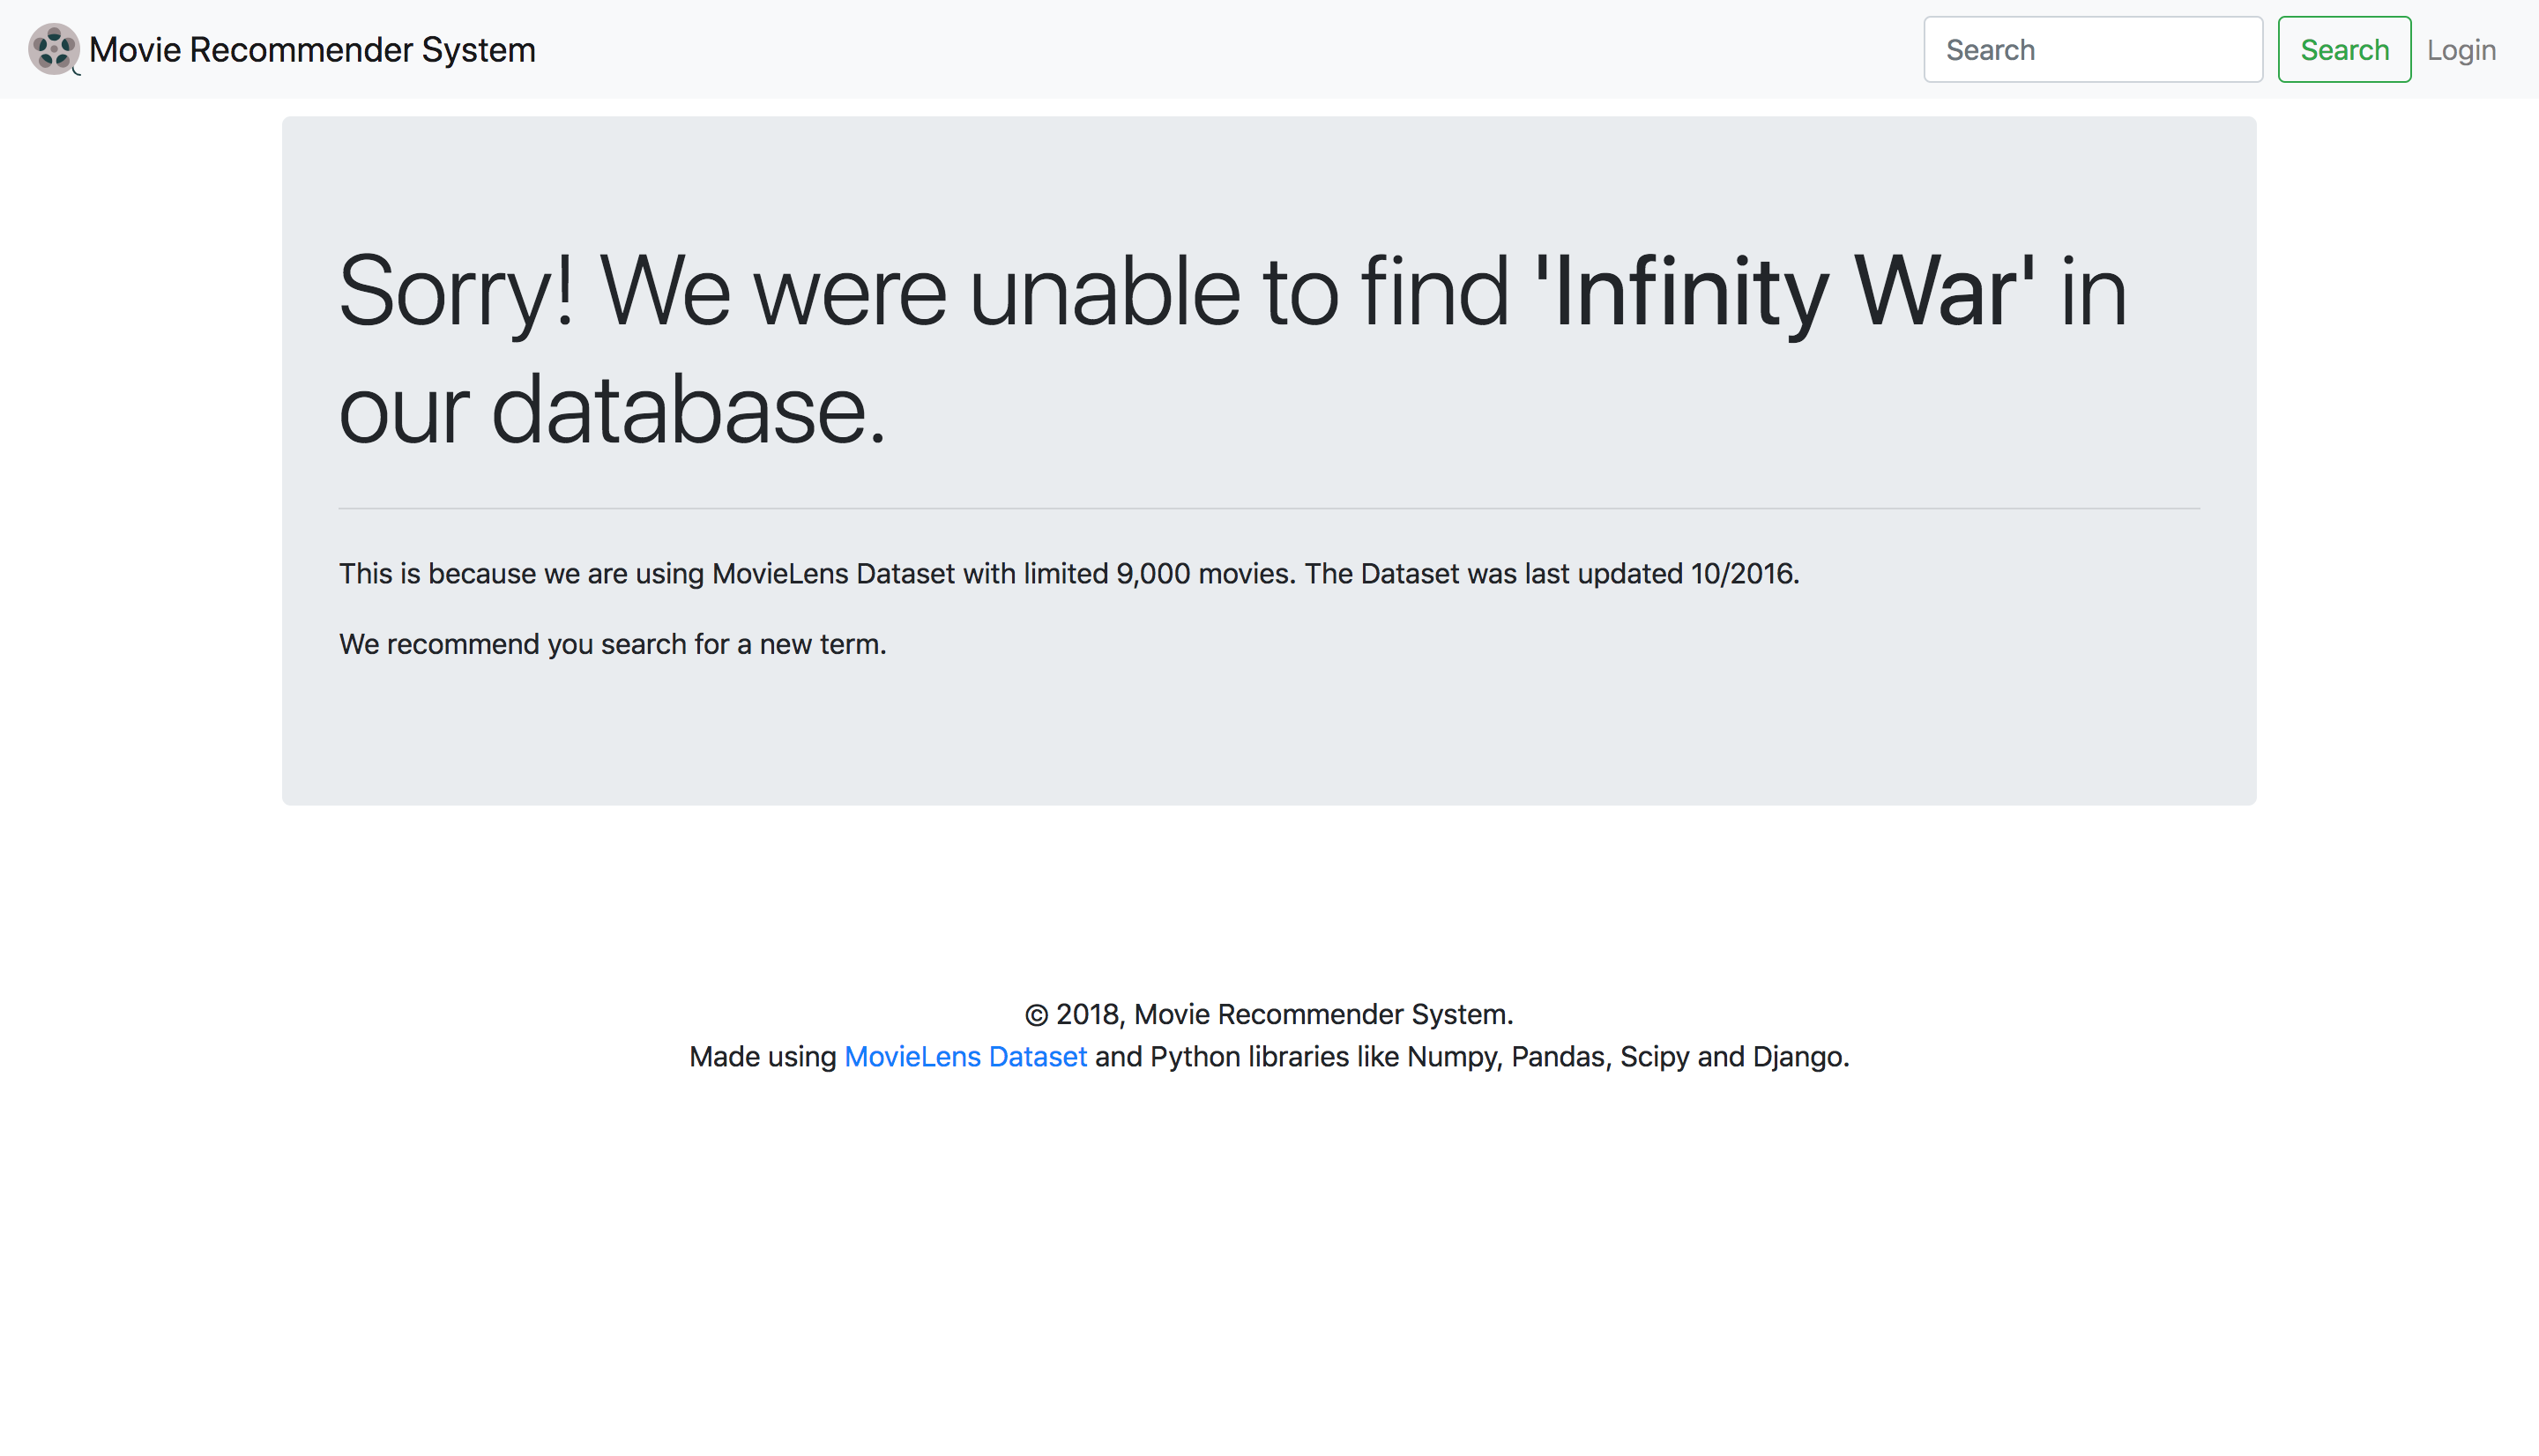 Movie Recommender System
Search
Search
Login
Sorry! We were unable to find 'Infinity War' in
our database.
This is because we are using MovieLens Dataset with limited 9,000 movies. The Dataset was last updated 10/2016.
We recommend you search for a new term.
© 2018, Movie Recommender System.
Made using MovieLens Dataset and Python libraries like Numpy, Pandas, Scipy and Django.